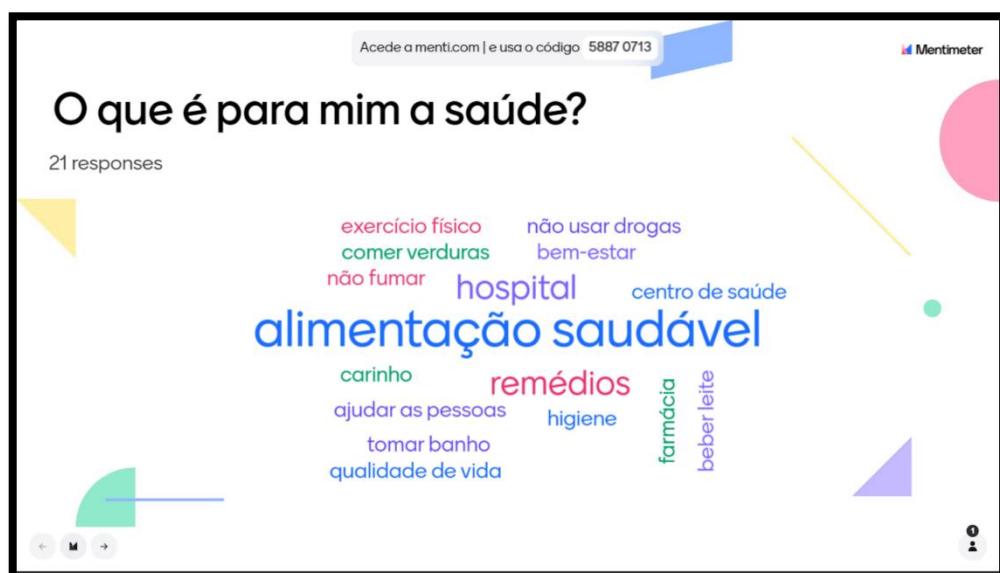 Acede a menti.com | e usa o código 5887 0713
Mentimeter
O que é para mim a saúde?
21 responses
exercício físico
não usar drogas
comer verduras
bem-estar
não fumar
hospital
centro de saúde
alimentação saudável
carinho
remédios
ajudar as pessoas
higiene
farmácia
beber leite
tomar banho
qualidade de vida
1